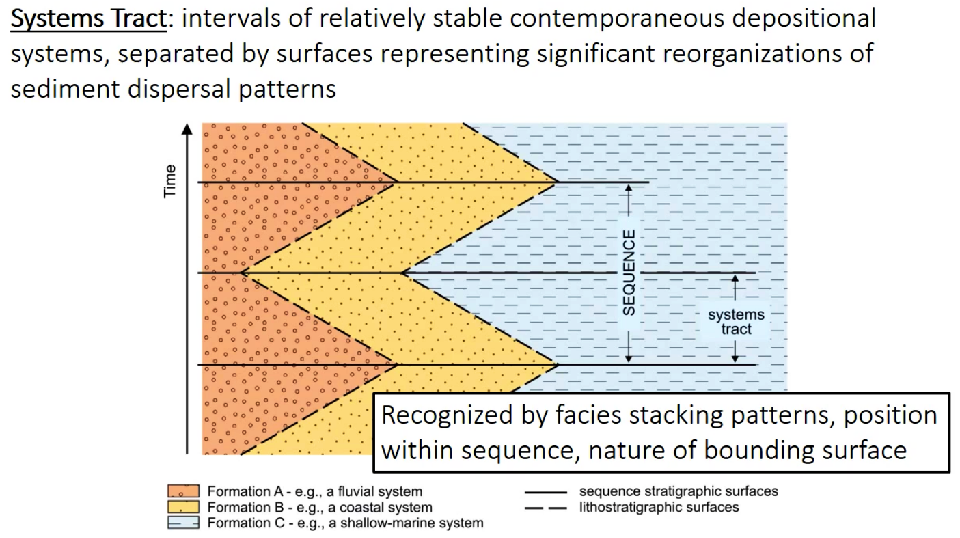 Systems Tract: intervals of relatively stable contemporaneous depositional
systems, separated by surfaces representing significant reorganizations of
sediment dispersal patterns
Time
SEQUENCE
systems
tract
Recognized by facies stacking patterns, position
within sequence, nature of bounding surface
Formation A - e.g., a fluvial system
Formation B - e.g., a coastal system
Formation C - e.g., a shallow-marine system
sequence stratigraphic surfaces
lithostratigraphic surfaces